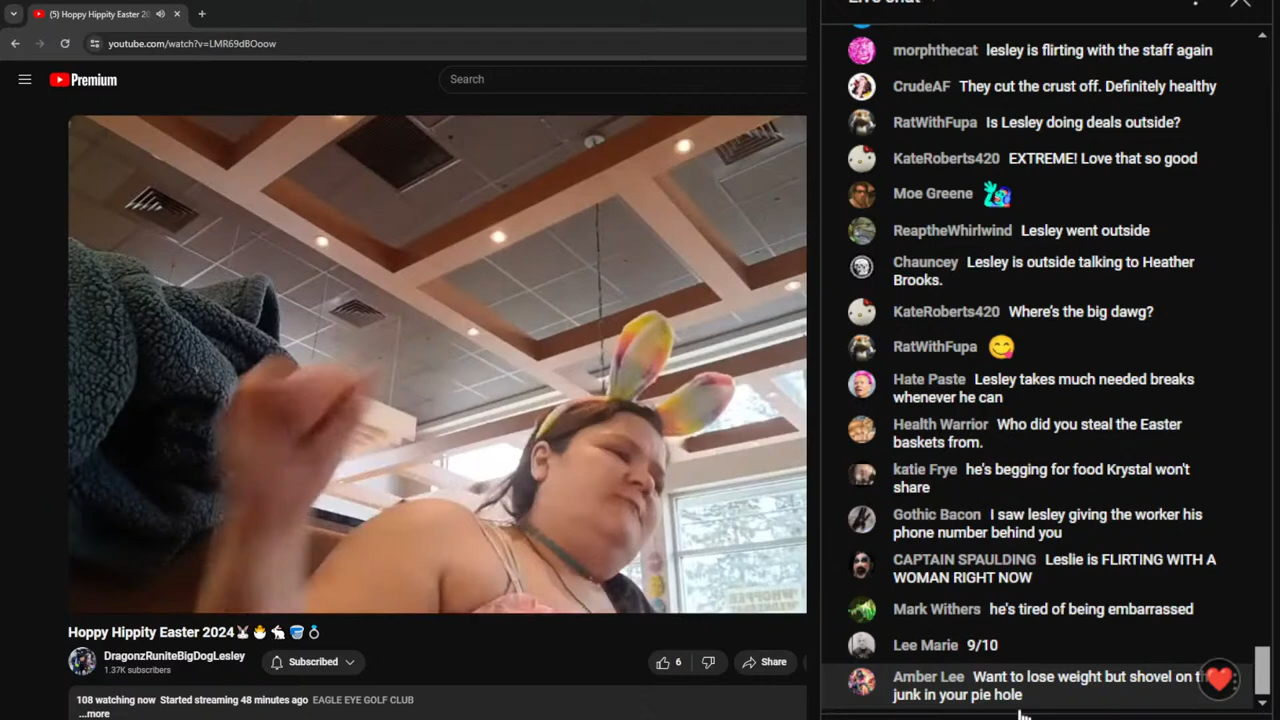 (5) Hoppy Hippity Easter 20
youtube.com/watch?v=LMR69dBOoow
Premium
Search
Hoppy Hippity Easter 2024
DragonzRuniteBigDogLesley
1.37K subscribers
Subscribed
6
Share
108 watching now Started streaming 48 minutes ago EAGLE EYE GOLF CLUB
...more
Live chat
morphthecat lesley is flirting with the staff again
CrudeAF They cut the crust off. Definitely healthy
RatWithFupa Is Lesley doing deals outside?
KateRoberts420 EXTREME! Love that so good
Moe Greene
ReaptheWhirlwind Lesley went outside
Chauncey Lesley is outside talking to Heather
Brooks.
KateRoberts420 Where's the big dawg?
RatWithFupa
Hate Paste Lesley takes much needed breaks
whenever he can
Health Warrior Who did you steal the Easter
baskets from.
katie Frye he's begging for food Krystal won't
share
Gothic Bacon I saw lesley giving the worker his
phone number behind you
CAPTAIN SPAULDING Leslie is FLIRTING WITH A
WOMAN RIGHT NOW
Mark Withers he's tired of being embarrassed
Lee Marie 9/10
Amber Lee Want to lose weight but shovel on
junk in your pie hole